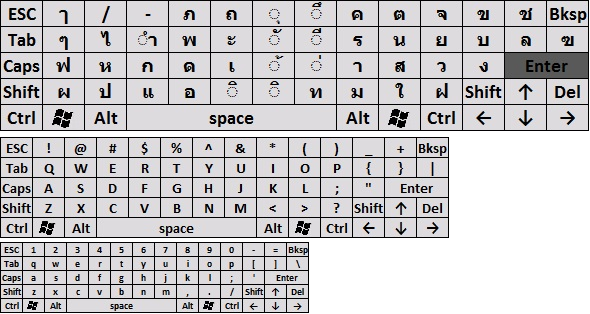 ESC ๅ / - ภ ถ ุ ึ ค ต จ ข ช Bksp
Tab ๆ ไ ำ พ ะ ั ี ร น ย บ ล ฃ
Caps ฟ ห ก ด เ ้ ่ า ส ว ง Enter
Shift ผ ป แ อ ิ ื ท ม ใ ฝ Shift ↑ Del
Ctrl Alt space Alt Ctrl ← ↓ →
ESC ! @ # $ % ^ & * ( ) _ + Bksp
Tab Q W E R T Y U I O P { } |
Caps A S D F G H J K L ; " Enter
Shift Z X C V B N M < > ? Shift ↑ Del
Ctrl Alt space Alt Ctrl ← ↓ →
ESC 1 2 3 4 5 6 7 8 9 0 - = Bksp
Tab q w e r t y u i o p [ ] \
Caps a s d f g h j k l ; ' Enter
Shift z x c v b n m , . / Shift ↑ Del
Ctrl Alt space Alt Ctrl ← ↓ →